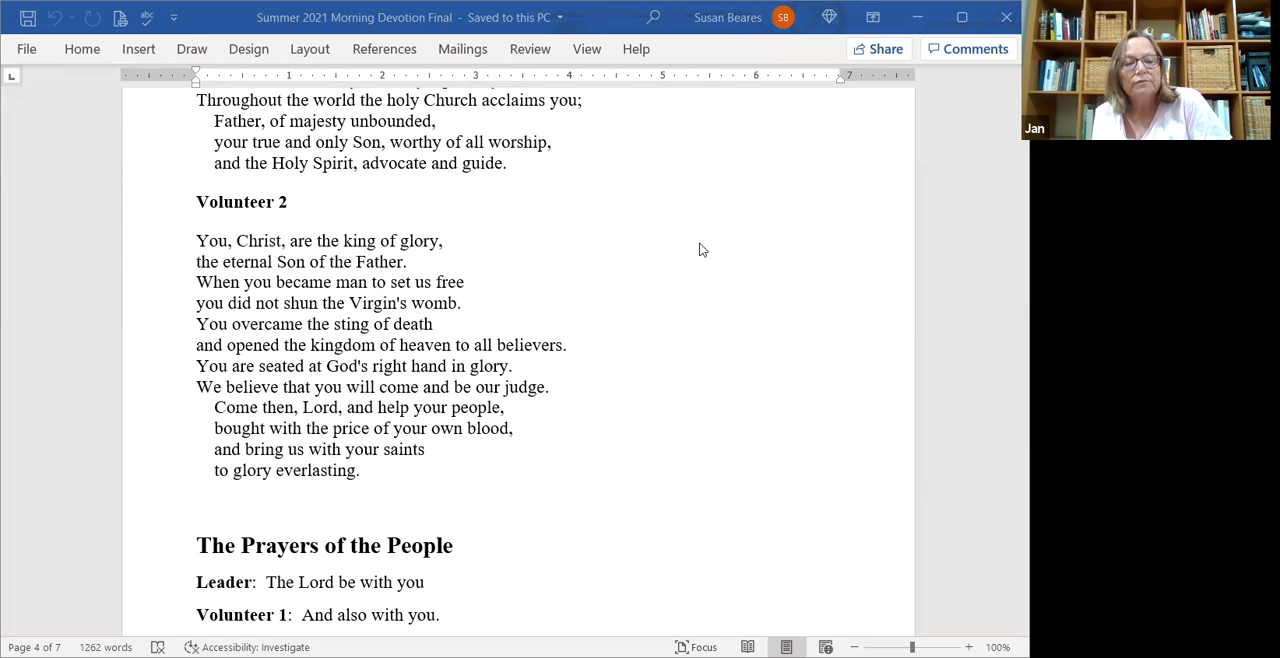 Summer 2021 Morning Devotion Final - Saved to this PC
Susan Beares
SB
File Home Insert Draw Design Layout References Mailings Review View Help
Share
Comments
1 2 3 4 5 6 7
Throughout the world the holy Church acclaims you;
Father, of majesty unbounded,
your true and only Son, worthy of all worship,
and the Holy Spirit, advocate and guide.
Volunteer 2
You, Christ, are the king of glory,
the eternal Son of the Father.
When you became man to set us free
you did not shun the Virgin's womb.
You overcame the sting of death
and opened the kingdom of heaven to all believers.
You are seated at God's right hand in glory.
We believe that you will come and be our judge.
Come then, Lord, and help your people,
bought with the price of your own blood,
and bring us with your saints
to glory everlasting.
The Prayers of the People
Leader: The Lord be with you
Volunteer 1: And also with you.
Page 4 of 7
1262 words
Accessibility: Investigate
Focus
100%
Jan